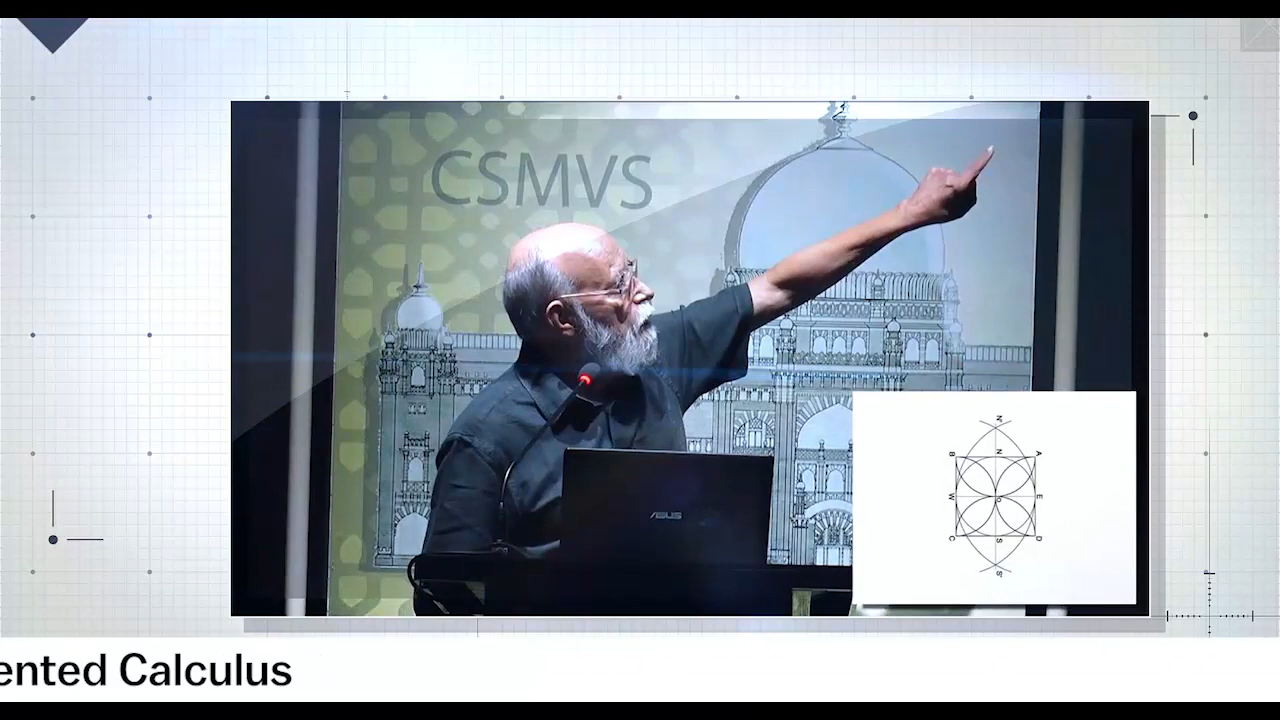 CSMVS
ASUS
N'
B N A
W O E
C S D
S'
ented Calculus